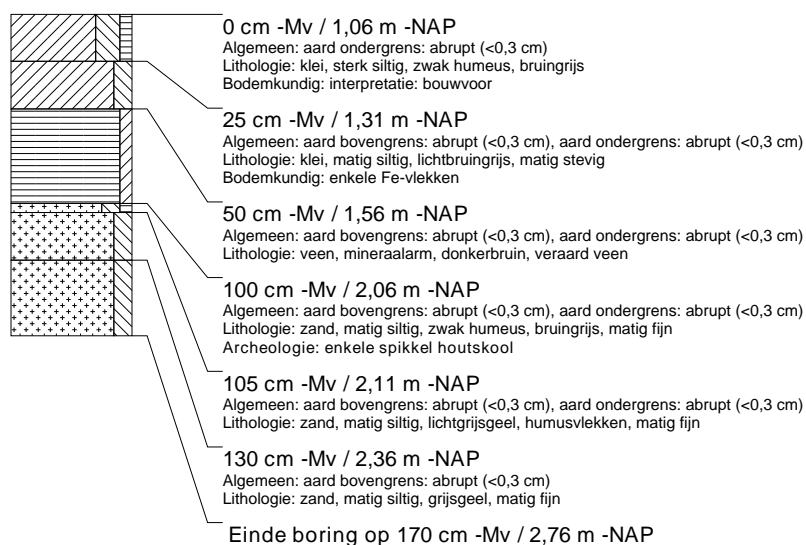 0 cm -Mv / 1,06 m -NAP
Algemeen: aard ondergrens: abrupt (<0,3 cm)
Lithologie: klei, sterk siltig, zwak humeus, bruingrijs
Bodemkundig: interpretatie: bouwvoor
25 cm -Mv / 1,31 m -NAP
Algemeen: aard bovengrens: abrupt (<0,3 cm), aard ondergrens: abrupt (<0,3 cm)
Lithologie: klei, matig siltig, lichtbruingrijs, matig stevig
Bodemkundig: enkele Fe-vlekken
50 cm -Mv / 1,56 m -NAP
Algemeen: aard bovengrens: abrupt (<0,3 cm), aard ondergrens: abrupt (<0,3 cm)
Lithologie: veen, mineraalarm, donkerbruin, veraard veen
100 cm -Mv / 2,06 m -NAP
Algemeen: aard bovengrens: abrupt (<0,3 cm), aard ondergrens: abrupt (<0,3 cm)
Lithologie: zand, matig siltig, zwak humeus, bruingrijs, matig fijn
Archeologie: enkele spikkel houtskool
105 cm -Mv / 2,11 m -NAP
Algemeen: aard bovengrens: abrupt (<0,3 cm), aard ondergrens: abrupt (<0,3 cm)
Lithologie: zand, matig siltig, lichtgrijsgeel, humusvlekken, matig fijn
130 cm -Mv / 2,36 m -NAP
Algemeen: aard bovengrens: abrupt (<0,3 cm)
Lithologie: zand, matig siltig, grijsgeel, matig fijn
Einde boring op 170 cm -Mv / 2,76 m -NAP